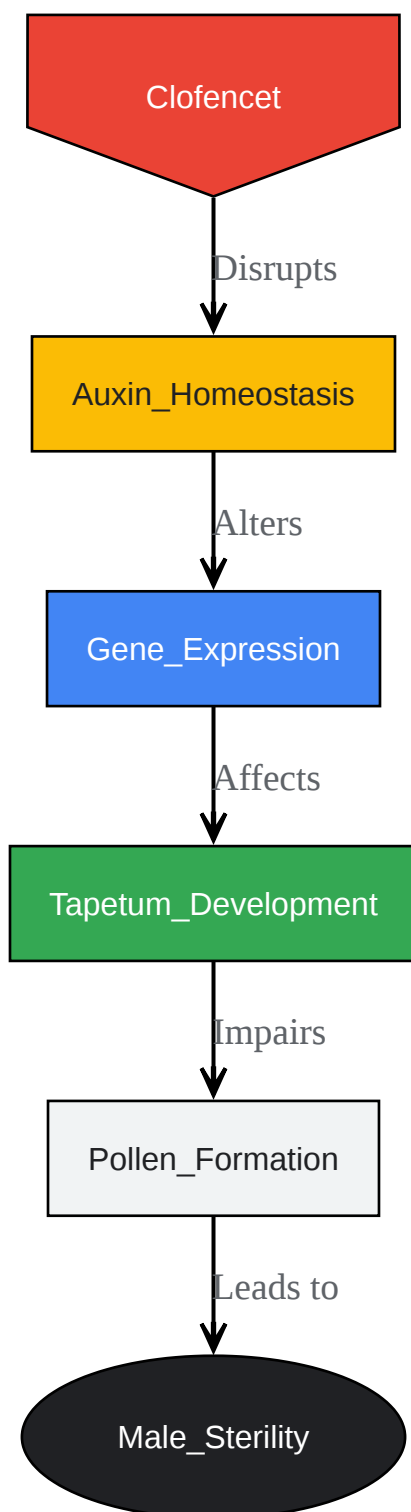 Clofencet
Disrupts
Auxin_Homeostasis
Alters
Gene_Expression
Affects
Tapetum_Development
Impairs
Pollen_Formation
Leads to
Male_Sterility